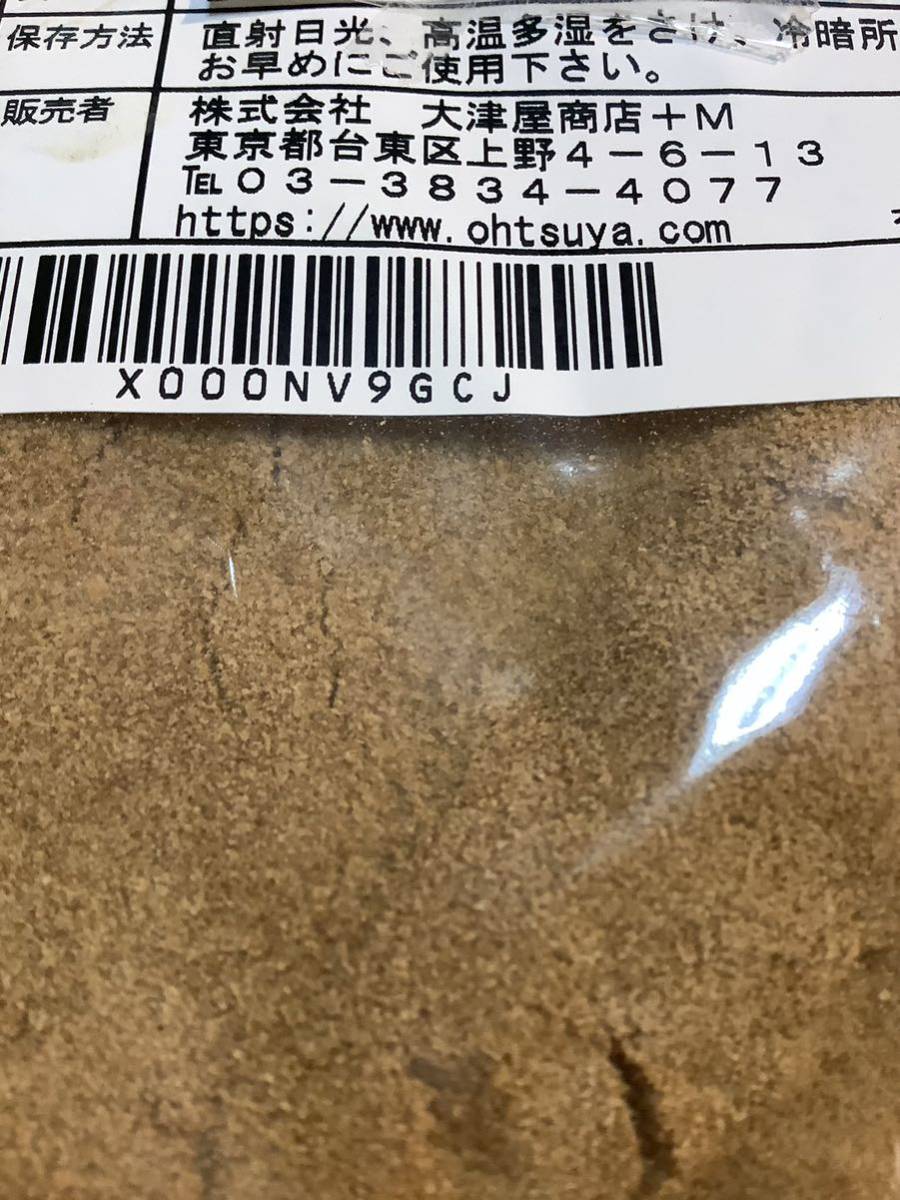 保存方法
直射日光、高温多湿をさけ、冷暗所
お早めにご使用下さい。
販売者
株式会社 大津屋商店+M
東京都台東区上野4-6-13
℡03-3834-4077
https://www.ohtsuya.com
X000NV9GCJ